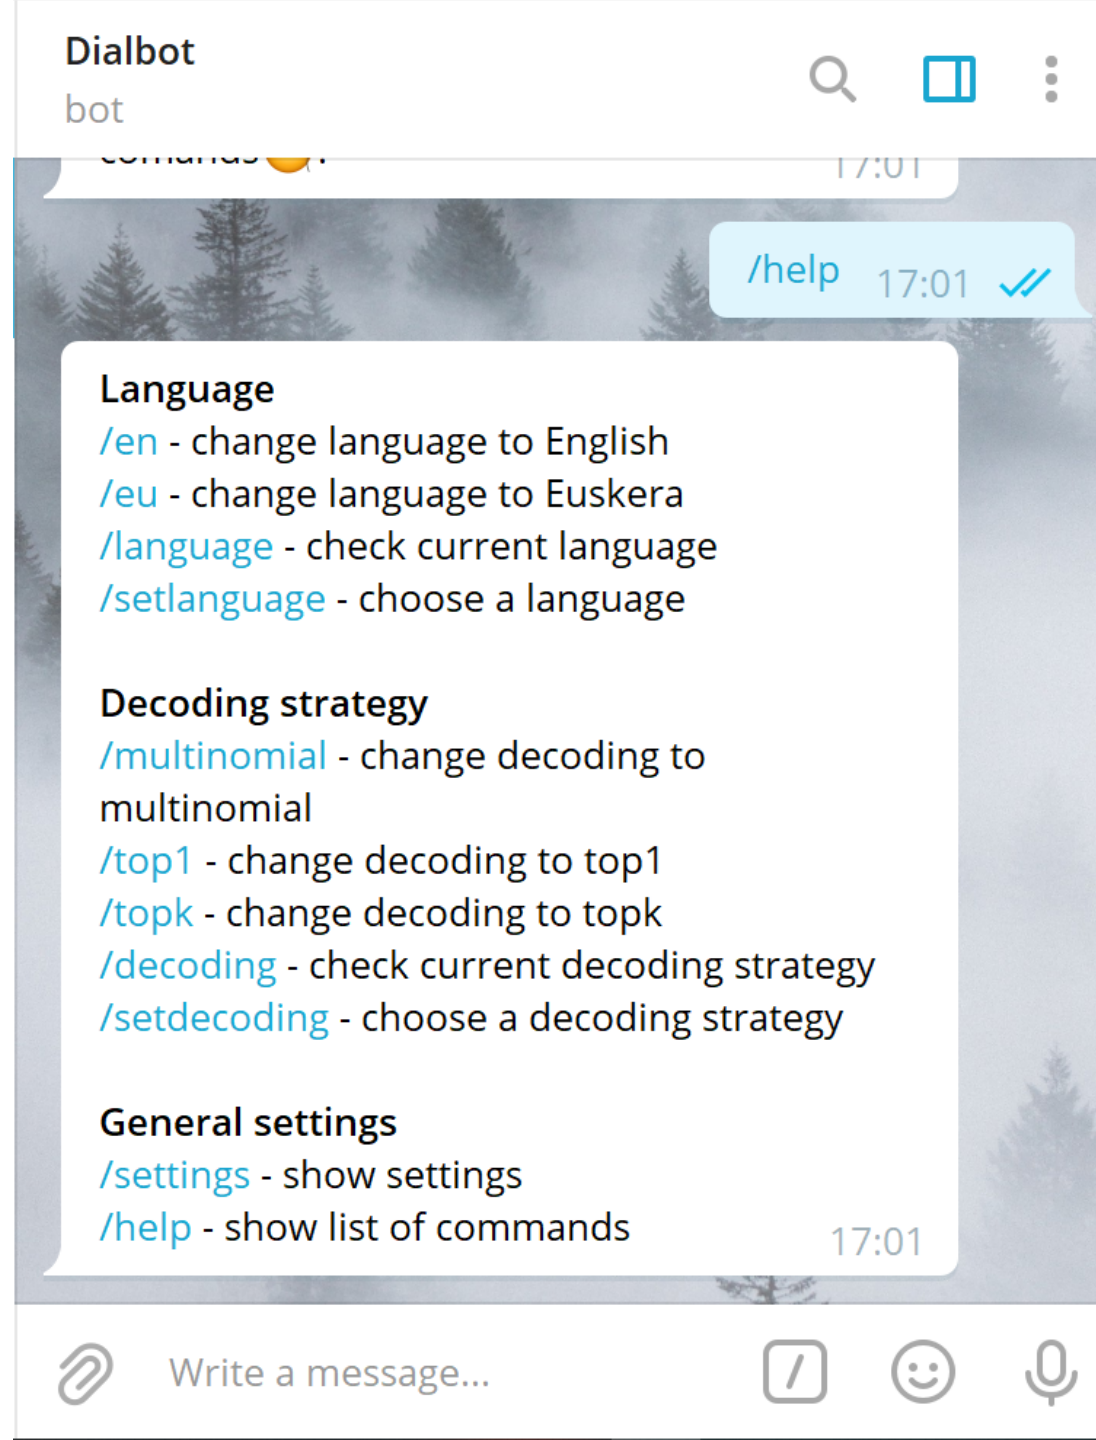 Dialbot
bot
comands 😊!
17:01
/help 17:01
Language
/en - change language to English
/eu - change language to Euskera
/language - check current language
/setlanguage - choose a language
Decoding strategy
/multinomial - change decoding to
multinomial
/top1 - change decoding to top1
/topk - change decoding to topk
/decoding - check current decoding strategy
/setdecoding - choose a decoding strategy
General settings
/settings - show settings
/help - show list of commands
17:01
Write a message...